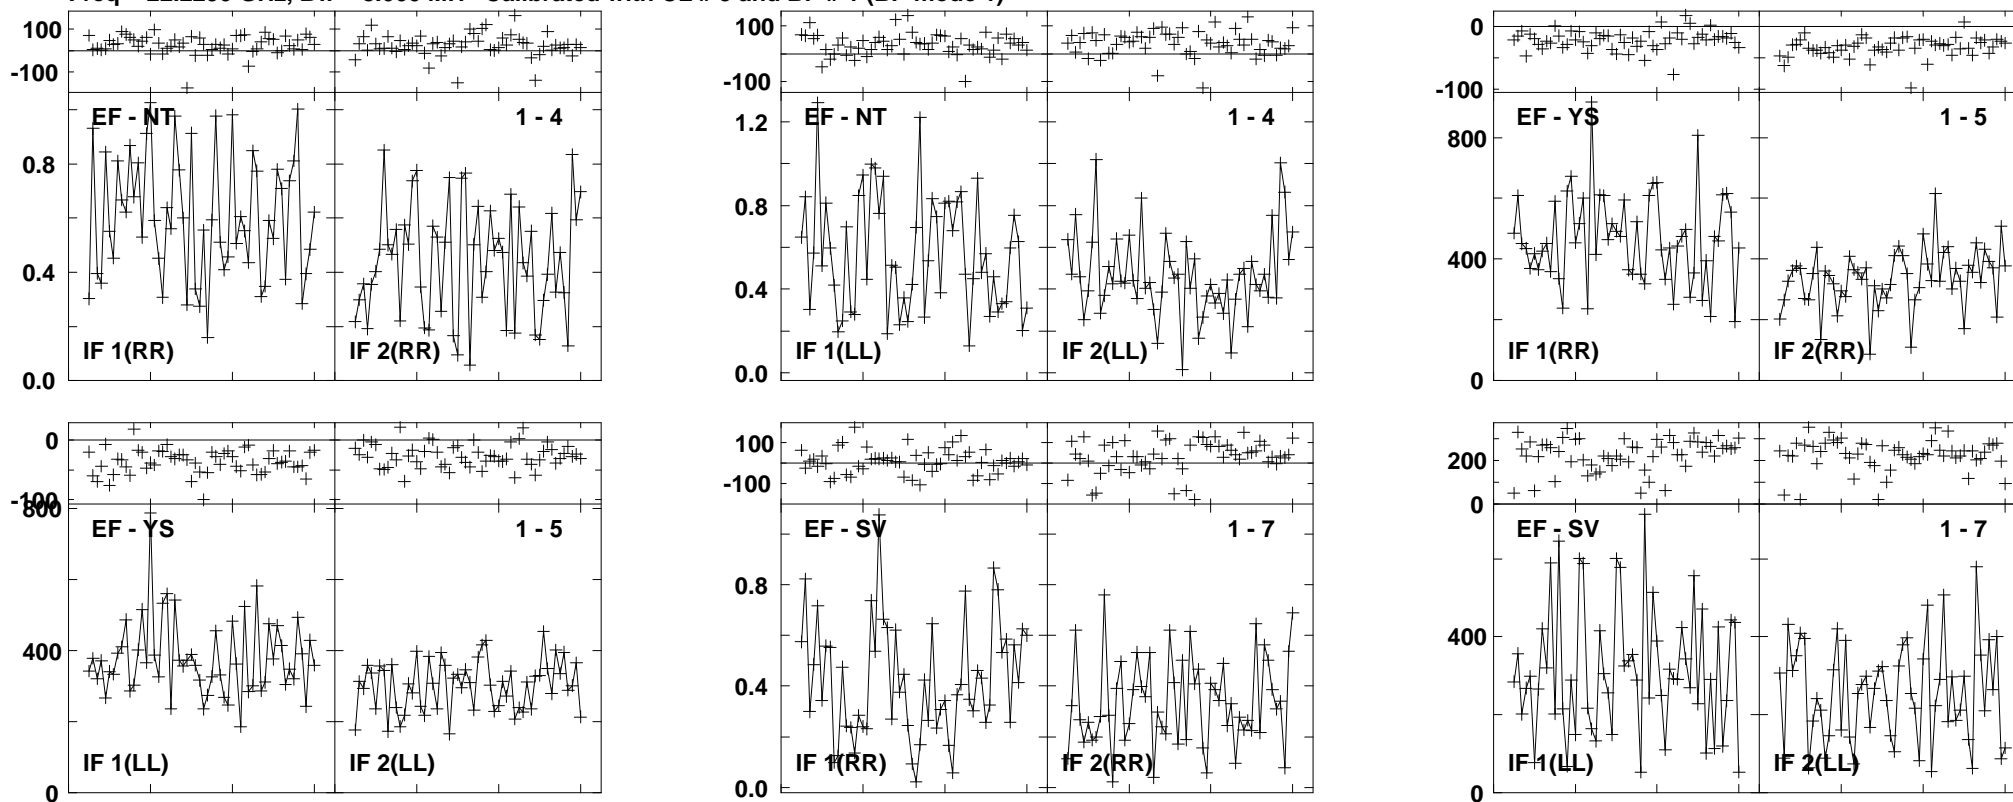 100
-100
EF - NT
1 - 4
0.8
0.4
0.0
IF 1(RR)
IF 2(RR)
100
-100
EF - NT
1 - 4
1.2
0.8
0.4
0.0
IF 1(LL)
IF 2(LL)
0
-100
EF - YS
1 - 5
800
400
0
IF 1(RR)
IF 2(RR)
0
-100
EF - YS
1 - 5
800
400
0
IF 1(LL)
IF 2(LL)
100
-100
EF - SV
1 - 7
0.8
0.4
0.0
IF 1(RR)
IF 2(RR)
200
0
EF - SV
1 - 7
400
0
IF 1(LL)
IF 2(LL)